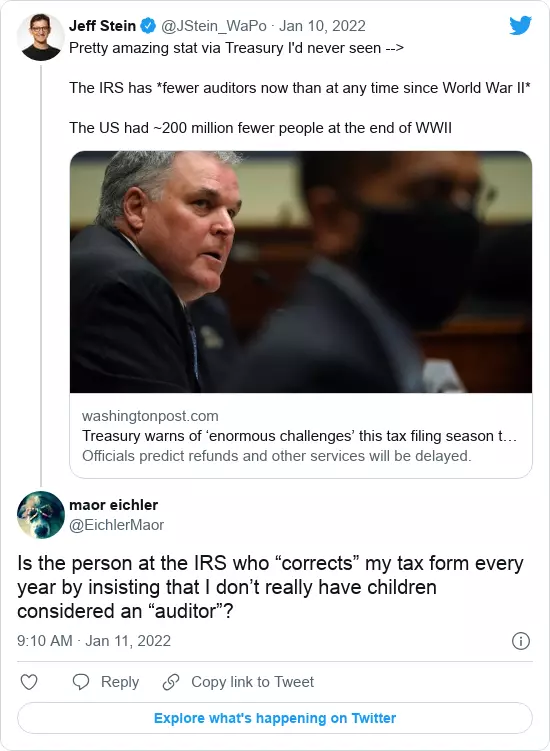 Jeff Stein @JStein_WaPo · Jan 10, 2022
Pretty amazing stat via Treasury I'd never seen -->
The IRS has *fewer auditors now than at any time since World War II*
The US had ~200 million fewer people at the end of WWII
washingtonpost.com
Treasury warns of ‘enormous challenges’ this tax filing season t…
Officials predict refunds and other services will be delayed.
maor eichler
@EichlerMaor
Is the person at the IRS who “corrects” my tax form every
year by insisting that I don’t really have children
considered an “auditor”?
9:10 AM · Jan 11, 2022
Reply
Copy link to Tweet
Explore what's happening on Twitter